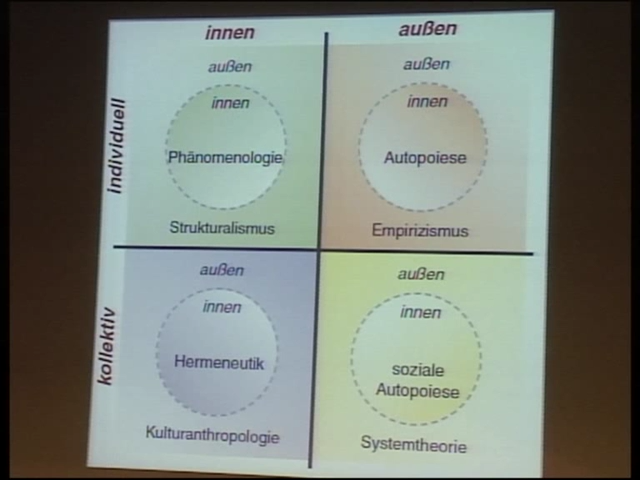 innen
außen
individuell
außen
innen
Phänomenologie
Strukturalismus
außen
innen
Autopoiese
Empirizismus
kollektiv
außen
innen
Hermeneutik
Kulturanthropologie
außen
innen
soziale
Autopoiese
Systemtheorie